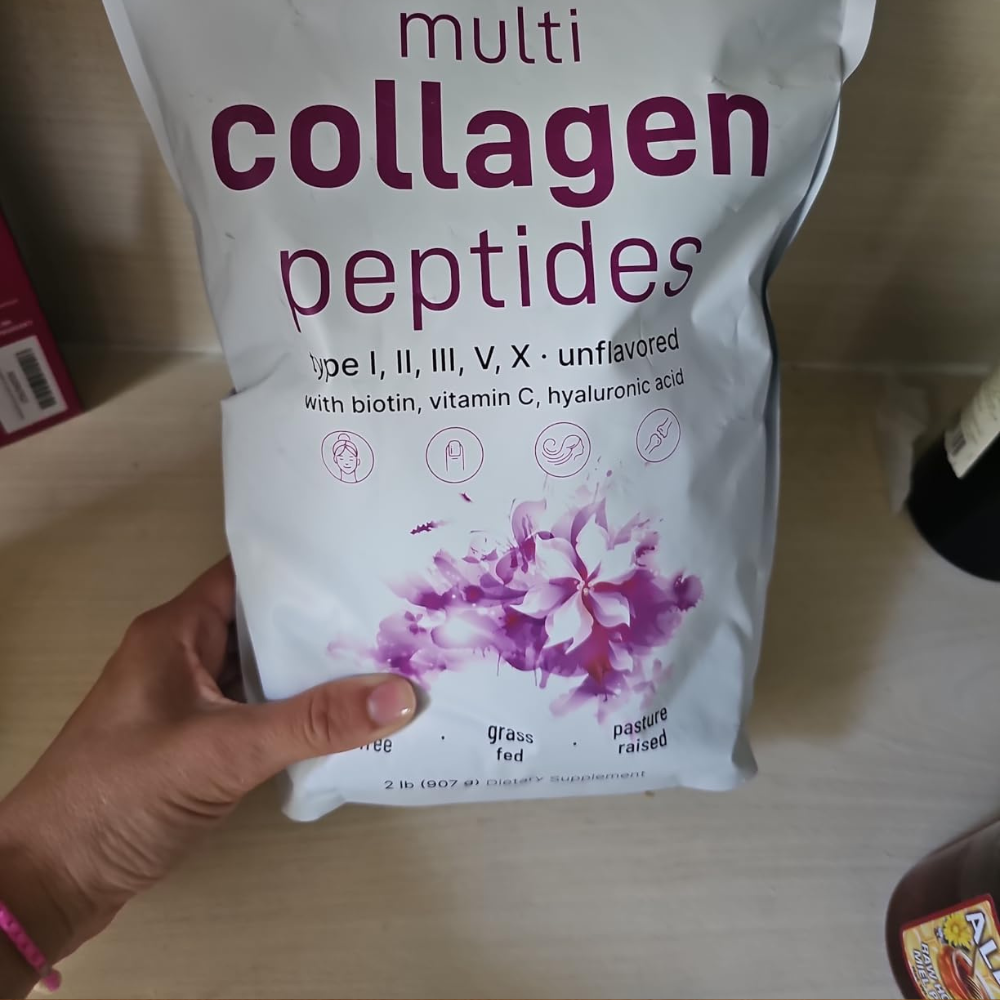 multi
collagen
peptides
type I, II, III, V, X · unflavored
with biotin, vitamin C, hyaluronic acid
grass
fed
pasture
raised
2 lb (907 g) Dietary Supplement